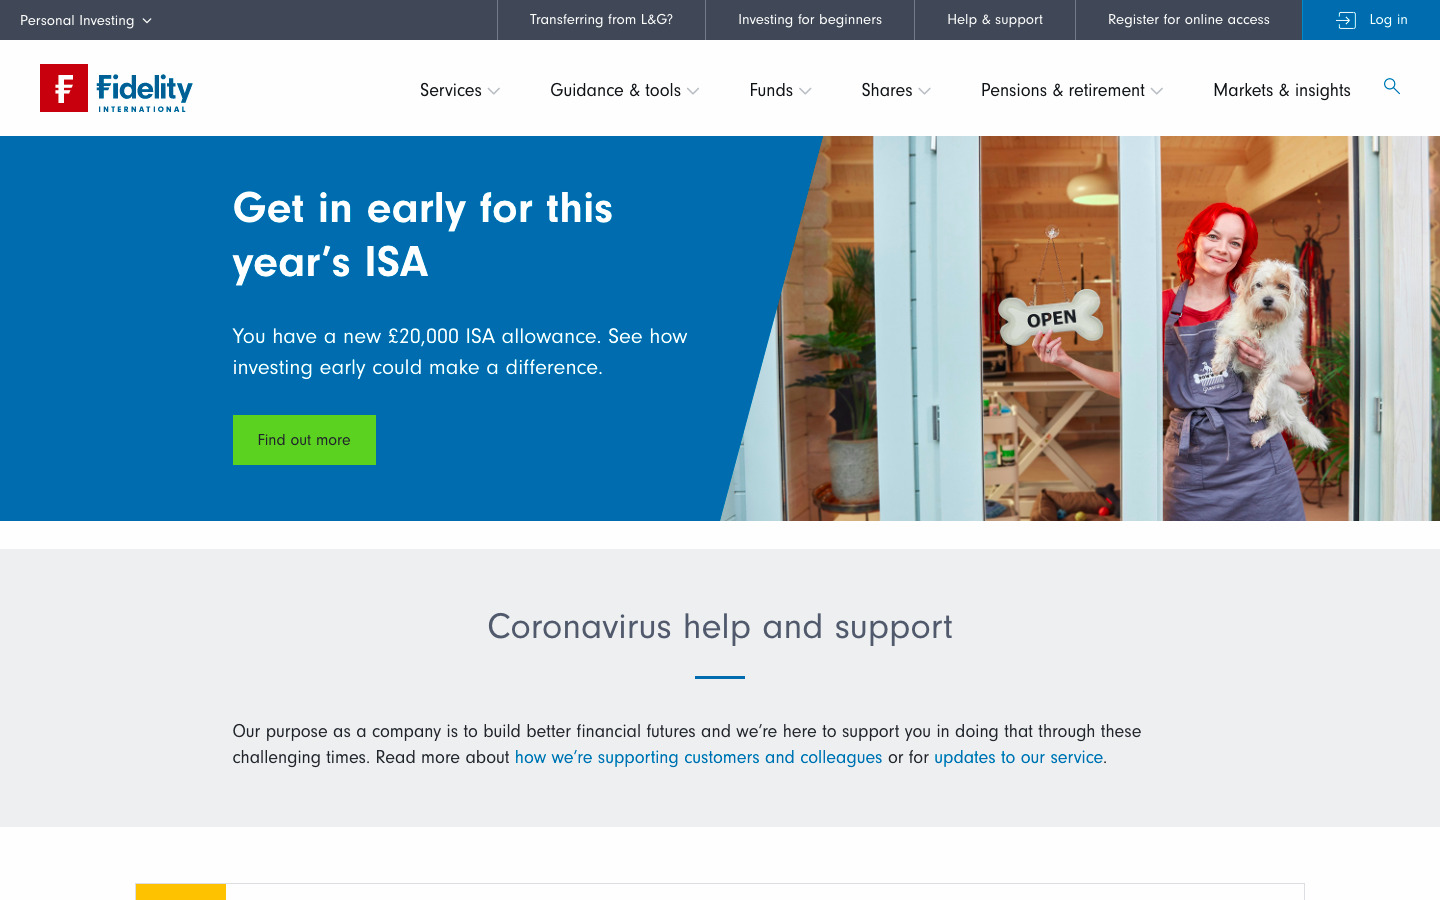 Personal Investing
Transferring from L&G?
Investing for beginners
Help & support
Register for online access
Log in
Fidelity
INTERNATIONAL
Services
Guidance & tools
Funds
Shares
Pensions & retirement
Markets & insights
Get in early for this
year’s ISA
You have a new £20,000 ISA allowance. See how
investing early could make a difference.
Find out more
OPEN
Coronavirus help and support
Our purpose as a company is to build better financial futures and we’re here to support you in doing that through these
challenging times. Read more about how we’re supporting customers and colleagues or for updates to our service.